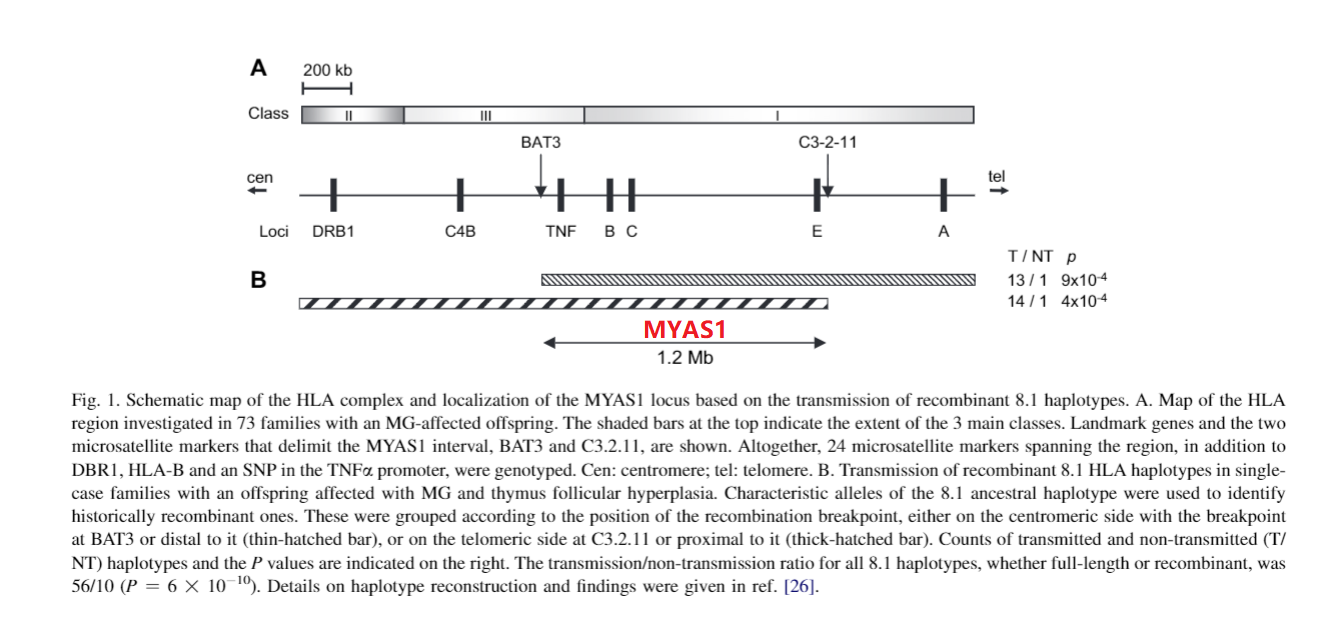 A
200 kb
Class II III I
BAT3 C3-2-11
cen tel
Loci DRB1 C4B TNF B C E A
T / NT p
B 13 / 1 9x10⁻⁴
14 / 1 4x10⁻⁴
MYAS1
1.2 Mb
Fig. 1. Schematic map of the HLA complex and localization of the MYAS1 locus based on the transmission of recombinant 8.1 haplotypes. A. Map of the HLA
region investigated in 73 families with an MG-affected offspring. The shaded bars at the top indicate the extent of the 3 main classes. Landmark genes and the two
microsatellite markers that delimit the MYAS1 interval, BAT3 and C3.2.11, are shown. Altogether, 24 microsatellite markers spanning the region, in addition to
DBR1, HLA-B and an SNP in the TNFα promoter, were genotyped. Cen: centromere; tel: telomere. B. Transmission of recombinant 8.1 HLA haplotypes in single-
case families with an offspring affected with MG and thymus follicular hyperplasia. Characteristic alleles of the 8.1 ancestral haplotype were used to identify
historically recombinant ones. These were grouped according to the position of the recombination breakpoint, either on the centromeric side with the breakpoint
at BAT3 or distal to it (thin-hatched bar), or on the telomeric side at C3.2.11 or proximal to it (thick-hatched bar). Counts of transmitted and non-transmitted (T/
NT) haplotypes and the P values are indicated on the right. The transmission/non-transmission ratio for all 8.1 haplotypes, whether full-length or recombinant, was
56/10 (P = 6 × 10⁻¹⁰). Details on haplotype reconstruction and findings were given in ref. [26].